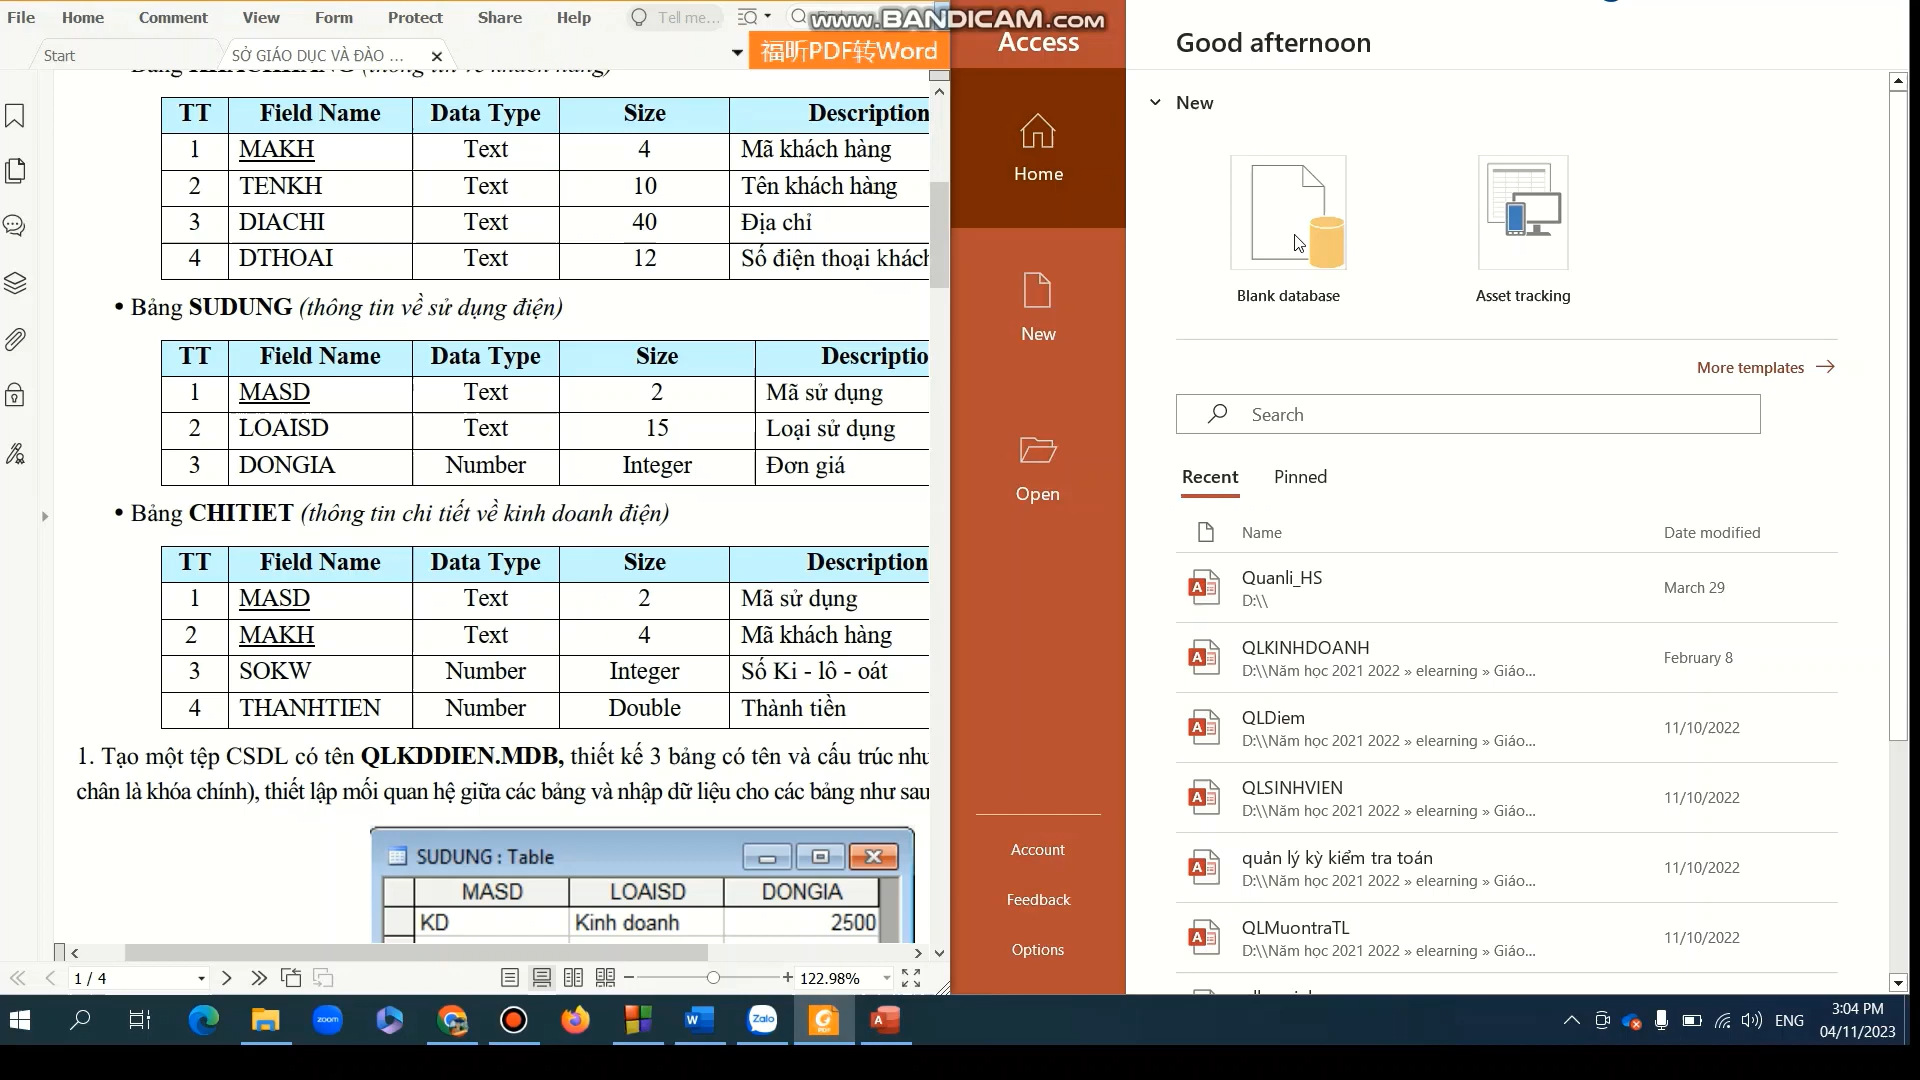 File Home Comment View Form Protect Share Help Tell me...
www.BANDICAM.com
Start
SỞ GIÁO DỤC VÀ ĐÀO ...
福昕PDF转Word
TT Field Name Data Type Size Description
1 MAKH Text 4 Mã khách hàng
2 TENKH Text 10 Tên khách hàng
3 DIACHI Text 40 Địa chỉ
4 DTHOAI Text 12 Số điện thoại khách
• Bảng SUDUNG (thông tin về sử dụng điện)
TT Field Name Data Type Size Descriptio
1 MASD Text 2 Mã sử dụng
2 LOAISD Text 15 Loại sử dụng
3 DONGIA Number Integer Đơn giá
• Bảng CHITIET (thông tin chi tiết về kinh doanh điện)
TT Field Name Data Type Size Description
1 MASD Text 2 Mã sử dụng
2 MAKH Text 4 Mã khách hàng
3 SOKW Number Integer Số Ki - lô - oát
4 THANHTIEN Number Double Thành tiền
1. Tạo một tệp CSDL có tên QLKDDIEN.MDB, thiết kế 3 bảng có tên và cấu trúc như
chân là khóa chính), thiết lập mối quan hệ giữa các bảng và nhập dữ liệu cho các bảng như sau
SUDUNG : Table
MASD LOAISD DONGIA
KD Kinh doanh 2500
1 / 4
122.98%
Access
Home
New
Open
Account
Feedback
Options
Good afternoon
New
Blank database
Asset tracking
More templates
Search
Recent Pinned
Name Date modified
Quanli_HS March 29
D:\\
QLKINHDOANH February 8
D:\\Năm học 2021 2022 » elearning » Giáo...
QLDiem 11/10/2022
D:\\Năm học 2021 2022 » elearning » Giáo...
QLSINHVIEN 11/10/2022
D:\\Năm học 2021 2022 » elearning » Giáo...
quản lý kỳ kiểm tra toán 11/10/2022
D:\\Năm học 2021 2022 » elearning » Giáo...
QLMuontraTL 11/10/2022
D:\\Năm học 2021 2022 » elearning » Giáo...
zoom
Zalo
ENG
3:04 PM
04/11/2023